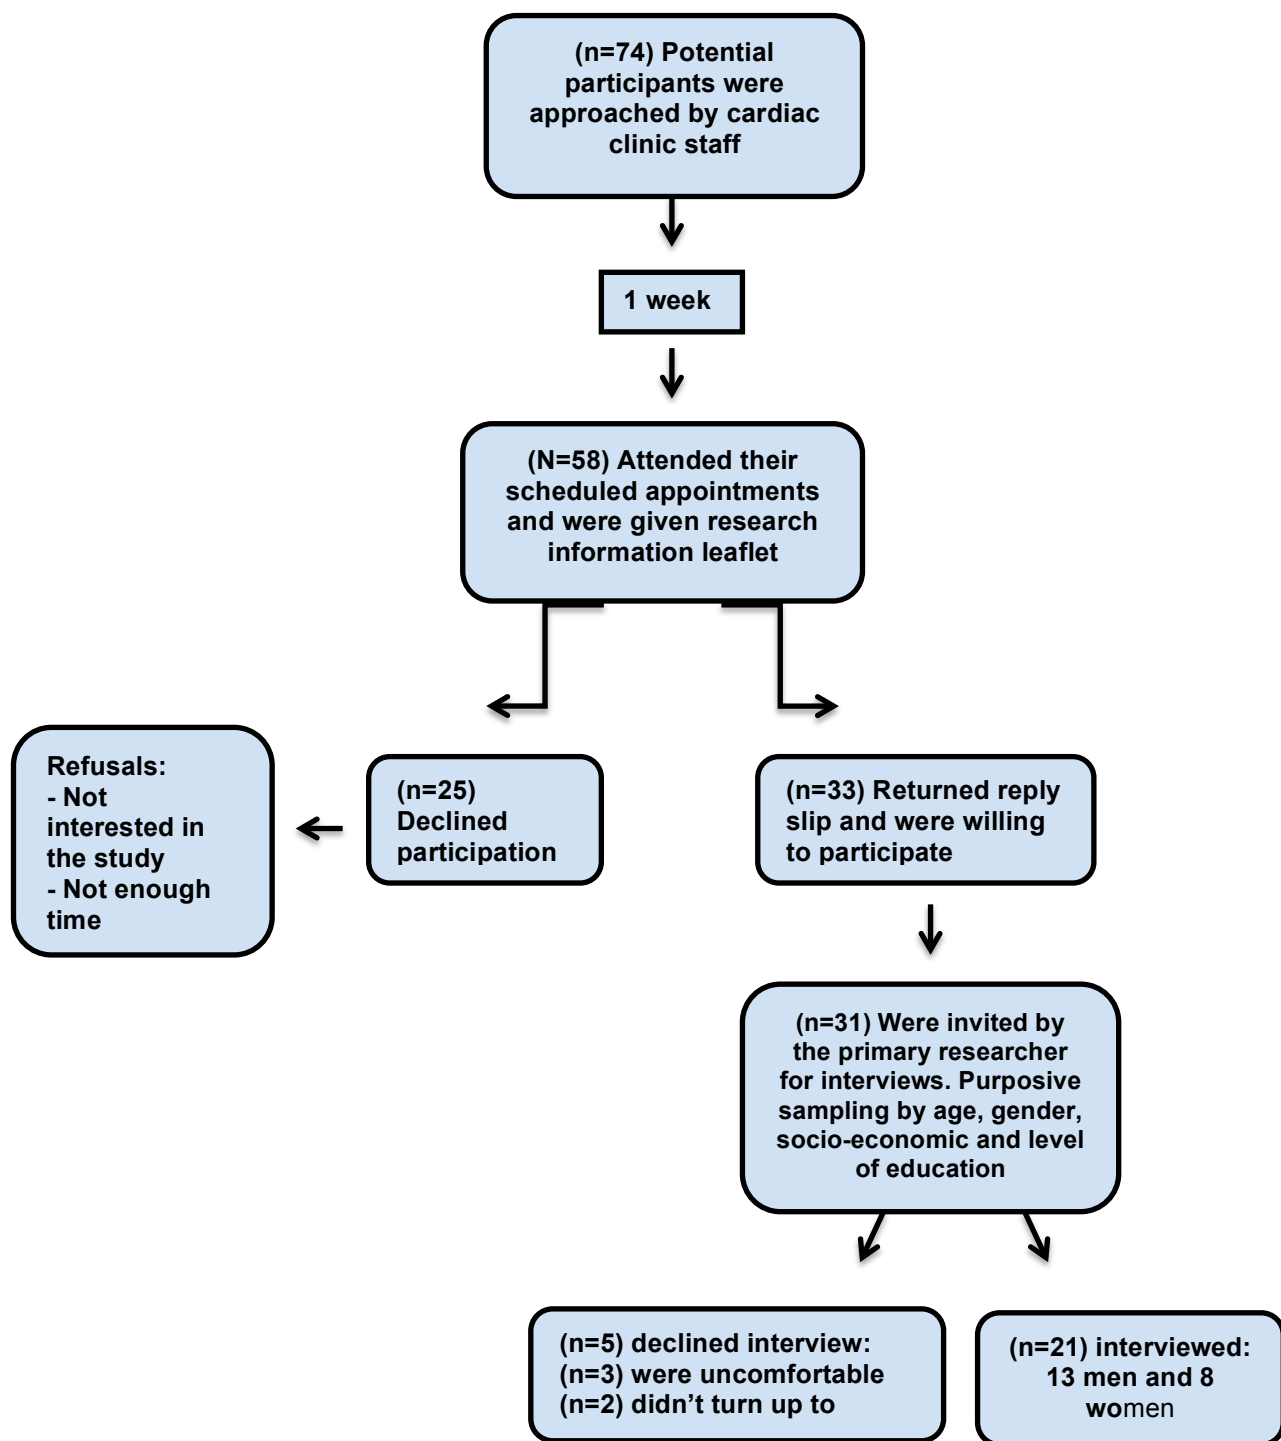 (n=74) Potential
participants were
approached by cardiac
clinic staff
1 week
(N=58) Attended their
scheduled appointments
and were given research
information leaflet
Refusals:
- Not
interested in
the study
- Not enough
time
(n=25)
Declined
participation
(n=33) Returned reply
slip and were willing
to participate
(n=31) Were invited by
the primary researcher
for interviews. Purposive
sampling by age, gender,
socio-economic and level
of education
(n=5) declined interview:
(n=3) were uncomfortable
(n=2) didn’t turn up to
(n=21) interviewed:
13 men and 8
women